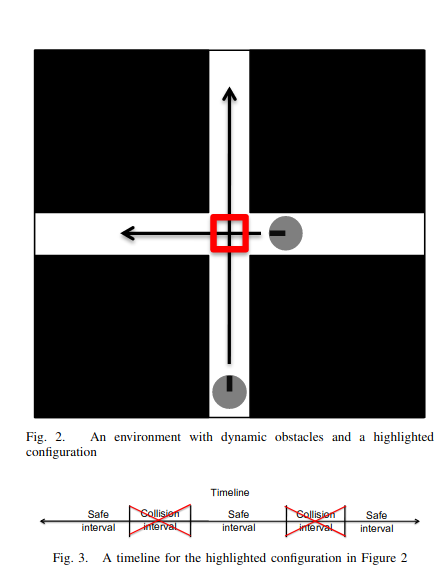 Fig. 2. An environment with dynamic obstacles and a highlighted
configuration
Timeline
Safe Collision Safe Collision Safe
interval interval interval interval interval
Fig. 3. A timeline for the highlighted configuration in Figure 2